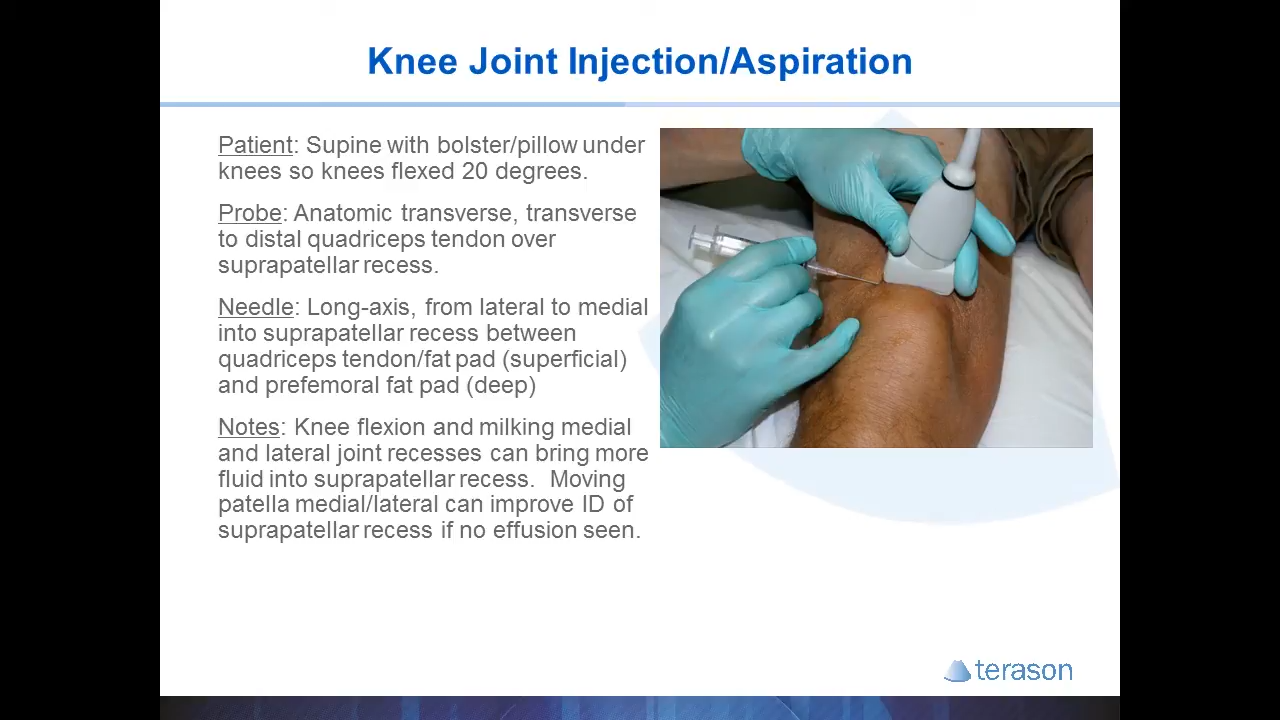 Knee Joint Injection/Aspiration
Patient: Supine with bolster/pillow under
knees so knees flexed 20 degrees.
Probe: Anatomic transverse, transverse
to distal quadriceps tendon over
suprapatellar recess.
Needle: Long-axis, from lateral to medial
into suprapatellar recess between
quadriceps tendon/fat pad (superficial)
and prefemoral fat pad (deep)
Notes: Knee flexion and milking medial
and lateral joint recesses can bring more
fluid into suprapatellar recess.  Moving
patella medial/lateral can improve ID of
suprapatellar recess if no effusion seen.
terason